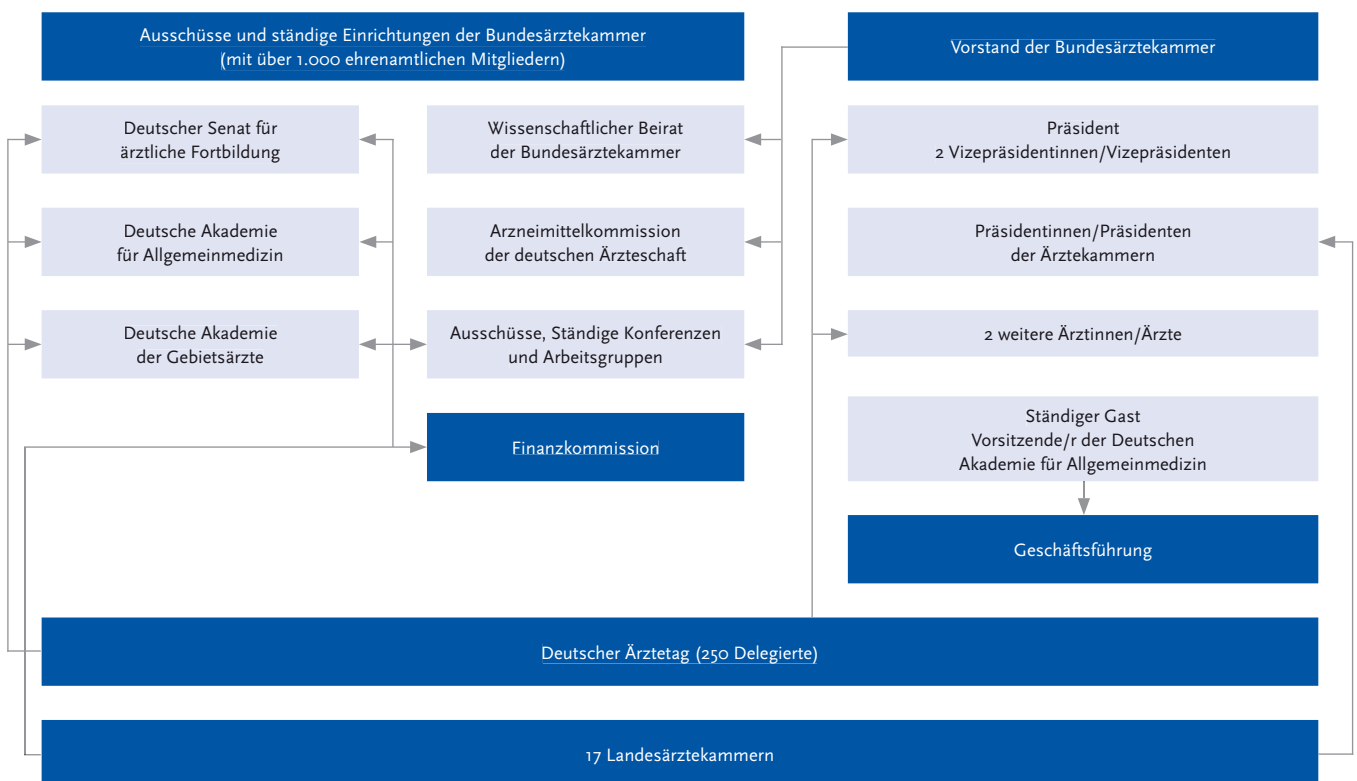 Ausschüsse und ständige Einrichtungen der Bundesärztekammer
(mit über 1.000 ehrenamtlichen Mitgliedern)
Vorstand der Bundesärztekammer
Deutscher Senat für
ärztliche Fortbildung
Wissenschaftlicher Beirat
der Bundesärztekammer
Präsident
2 Vizepräsidentinnen/Vizepräsidenten
Deutsche Akademie
für Allgemeinmedizin
Arzneimittelkommission
der deutschen Ärzteschaft
Präsidentinnen/Präsidenten
der Ärztekammern
Deutsche Akademie
der Gebietsärzte
Ausschüsse, Ständige Konferenzen
und Arbeitsgruppen
2 weitere Ärztinnen/Ärzte
Finanzkommission
Ständiger Gast
Vorsitzende/r der Deutschen
Akademie für Allgemeinmedizin
Geschäftsführung
Deutscher Ärztetag (250 Delegierte)
17 Landesärztekammern